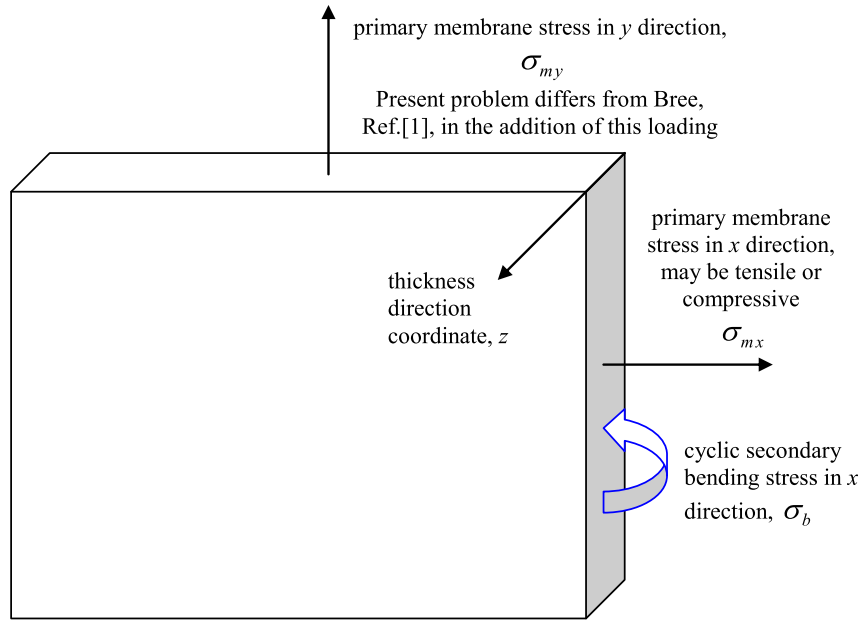 primary membrane stress in y direction,
σmy
Present problem differs from Bree,
Ref.[1], in the addition of this loading
primary membrane
stress in x direction,
may be tensile or
compressive
σmx
thickness
direction
coordinate, z
cyclic secondary
bending stress in x
direction, σb